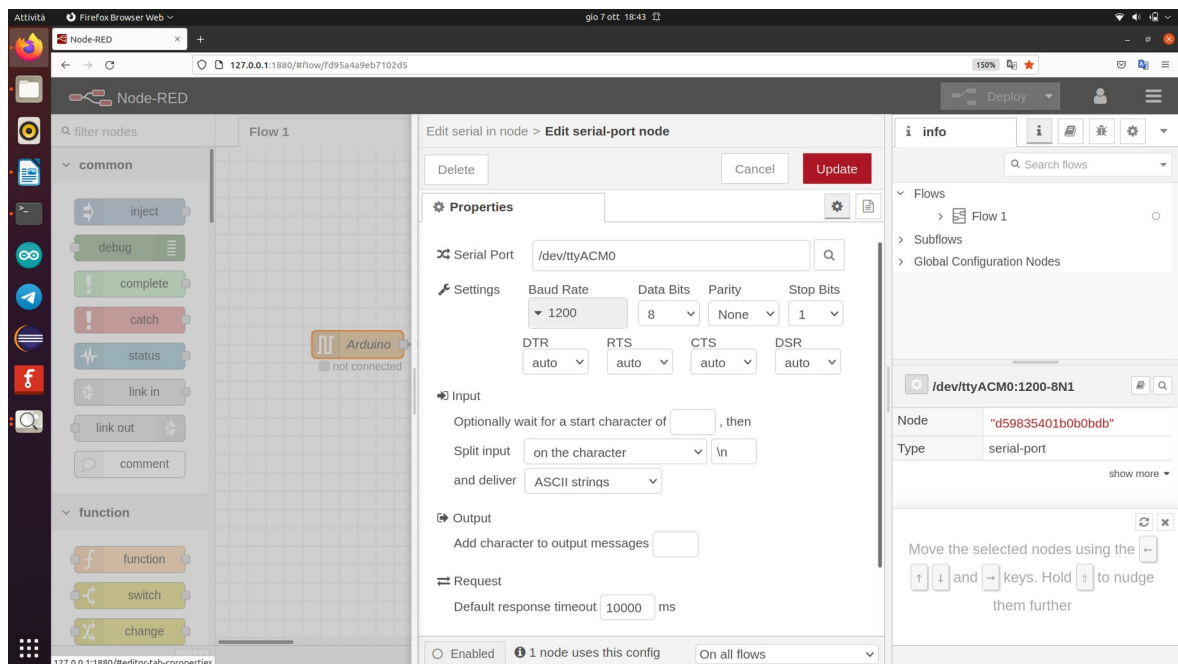 Attività
Firefox Browser Web
gio 7 ott 18:43
Node-RED
127.0.0.1:1880/#flow/fd95a4a9eb7102d5
150%
Node-RED
Deploy
filter nodes
common
inject
debug
complete
catch
status
link in
link out
comment
function
function
switch
change
Flow 1
Arduino
not connected
Edit serial in node > Edit serial-port node
Delete
Cancel
Update
Properties
Serial Port
/dev/ttyACM0
Settings
Baud Rate Data Bits Parity Stop Bits
1200 8 None 1
DTR RTS CTS DSR
auto auto auto auto
Input
Optionally wait for a start character of , then
Split input on the character \n
and deliver ASCII strings
Output
Add character to output messages
Request
Default response timeout 10000 ms
Enabled 1 node uses this config On all flows
info
Search flows
Flows
Flow 1
Subflows
Global Configuration Nodes
/dev/ttyACM0:1200-8N1
Node "d59835401b0b0bdb"
Type serial-port
show more
Move the selected nodes using the ←
↑ ↓ and → keys. Hold ⇧ to nudge
them further
127.0.0.1:1880/#editor-tab-coproperties